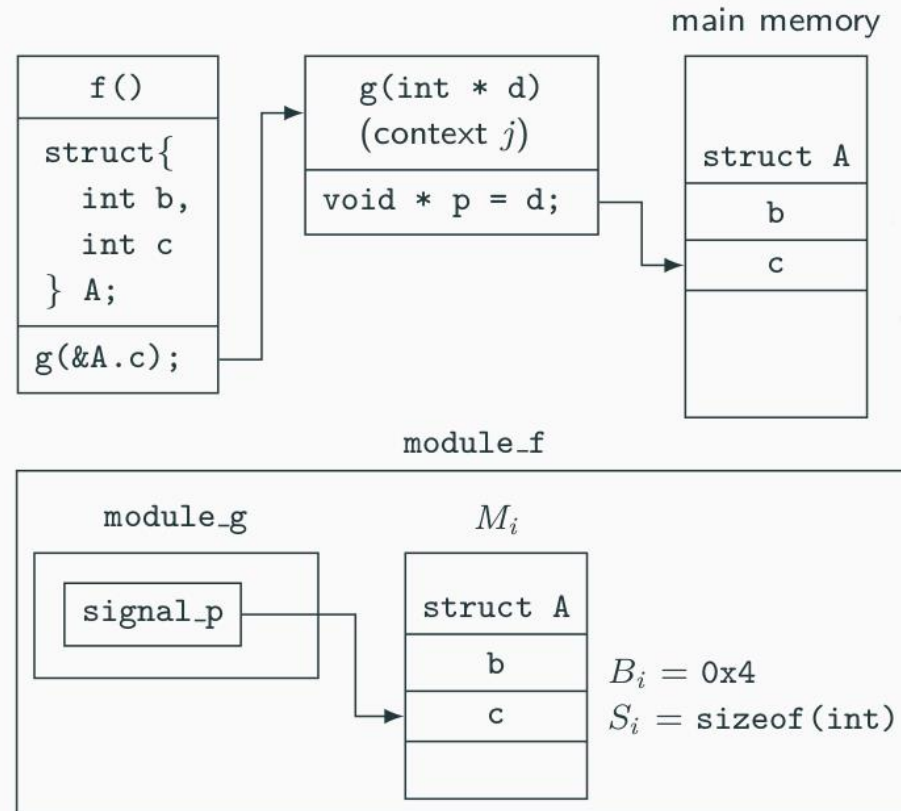 main memory
f()
struct{
int b,
int c
} A;
g(&A.c);
g(int * d)
(context j)
void * p = d;
struct A
b
c
module_f
module_g
signal_p
M_i
struct A
b
c
B_i = 0x4
S_i = sizeof(int)